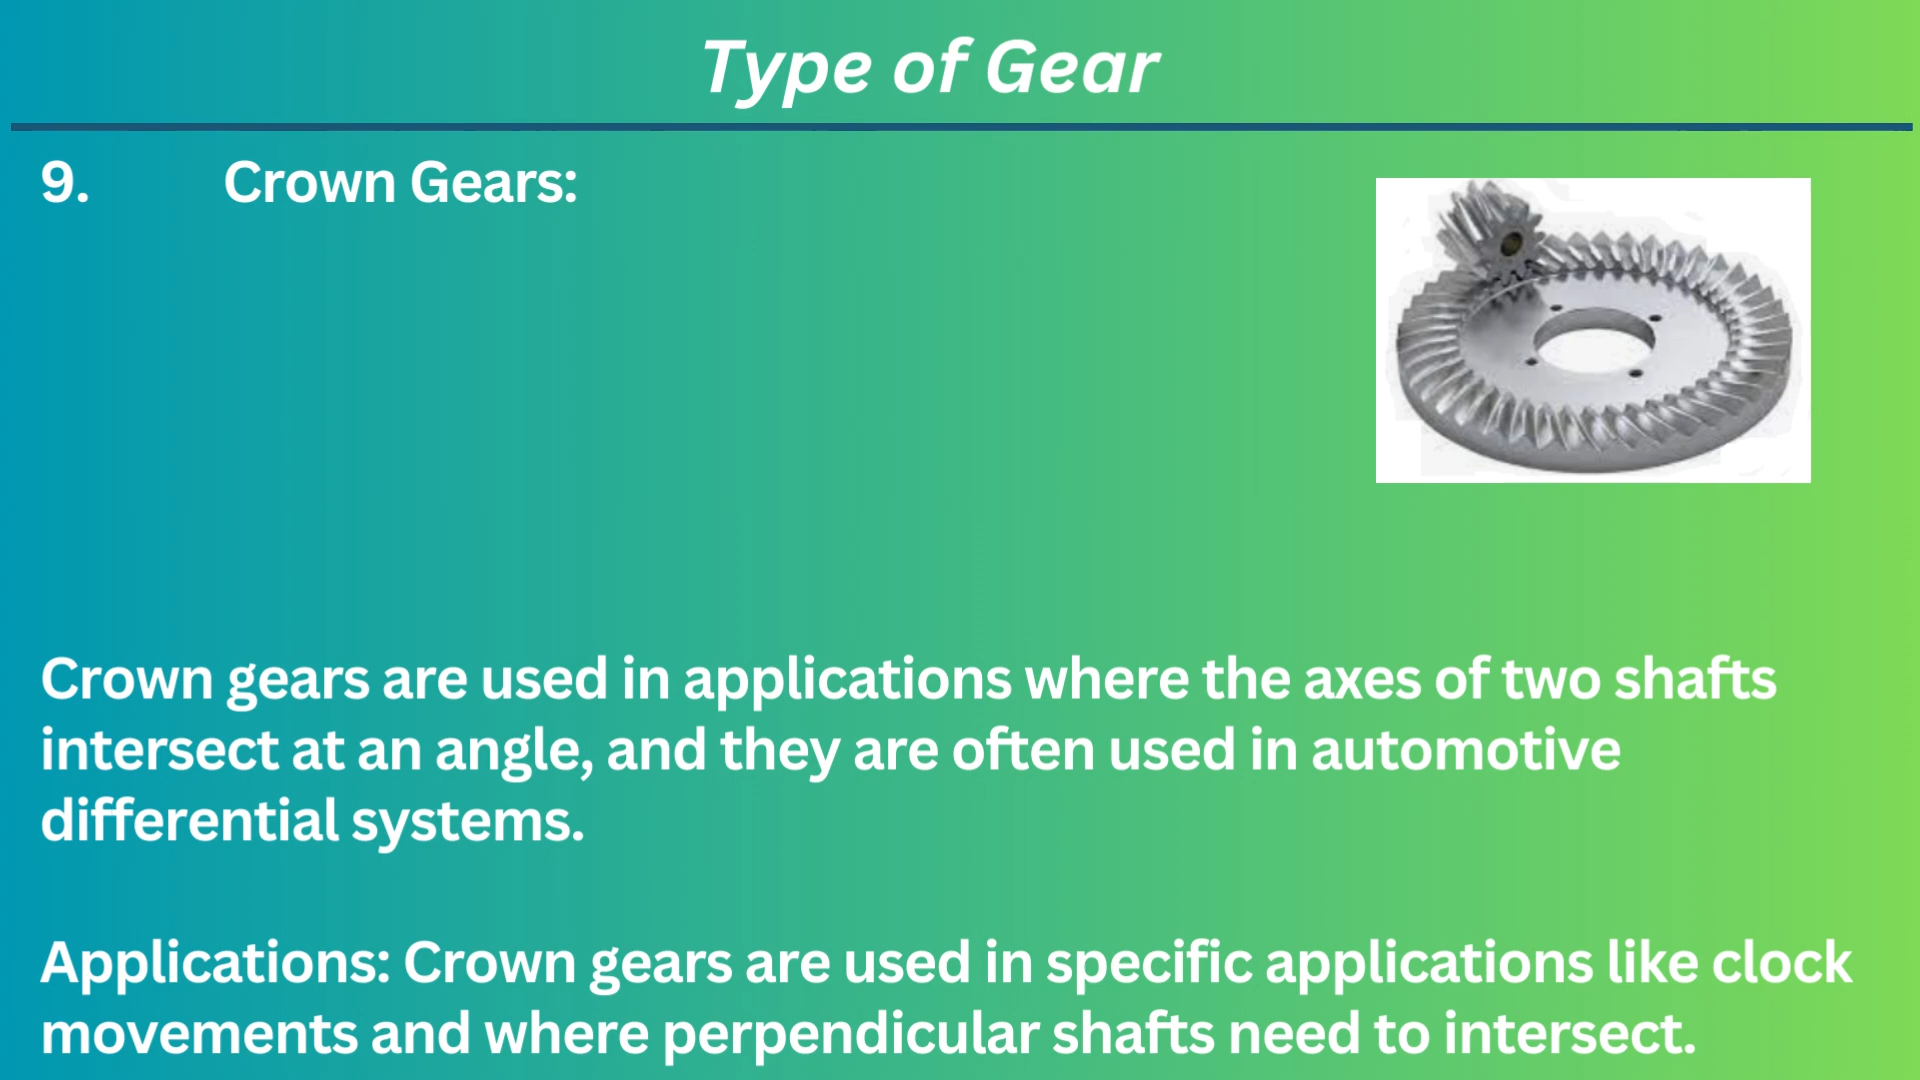 Type of Gear
9. Crown Gears:
Crown gears are used in applications where the axes of two shafts
intersect at an angle, and they are often used in automotive
differential systems.
Applications: Crown gears are used in specific applications like clock
movements and where perpendicular shafts need to intersect.